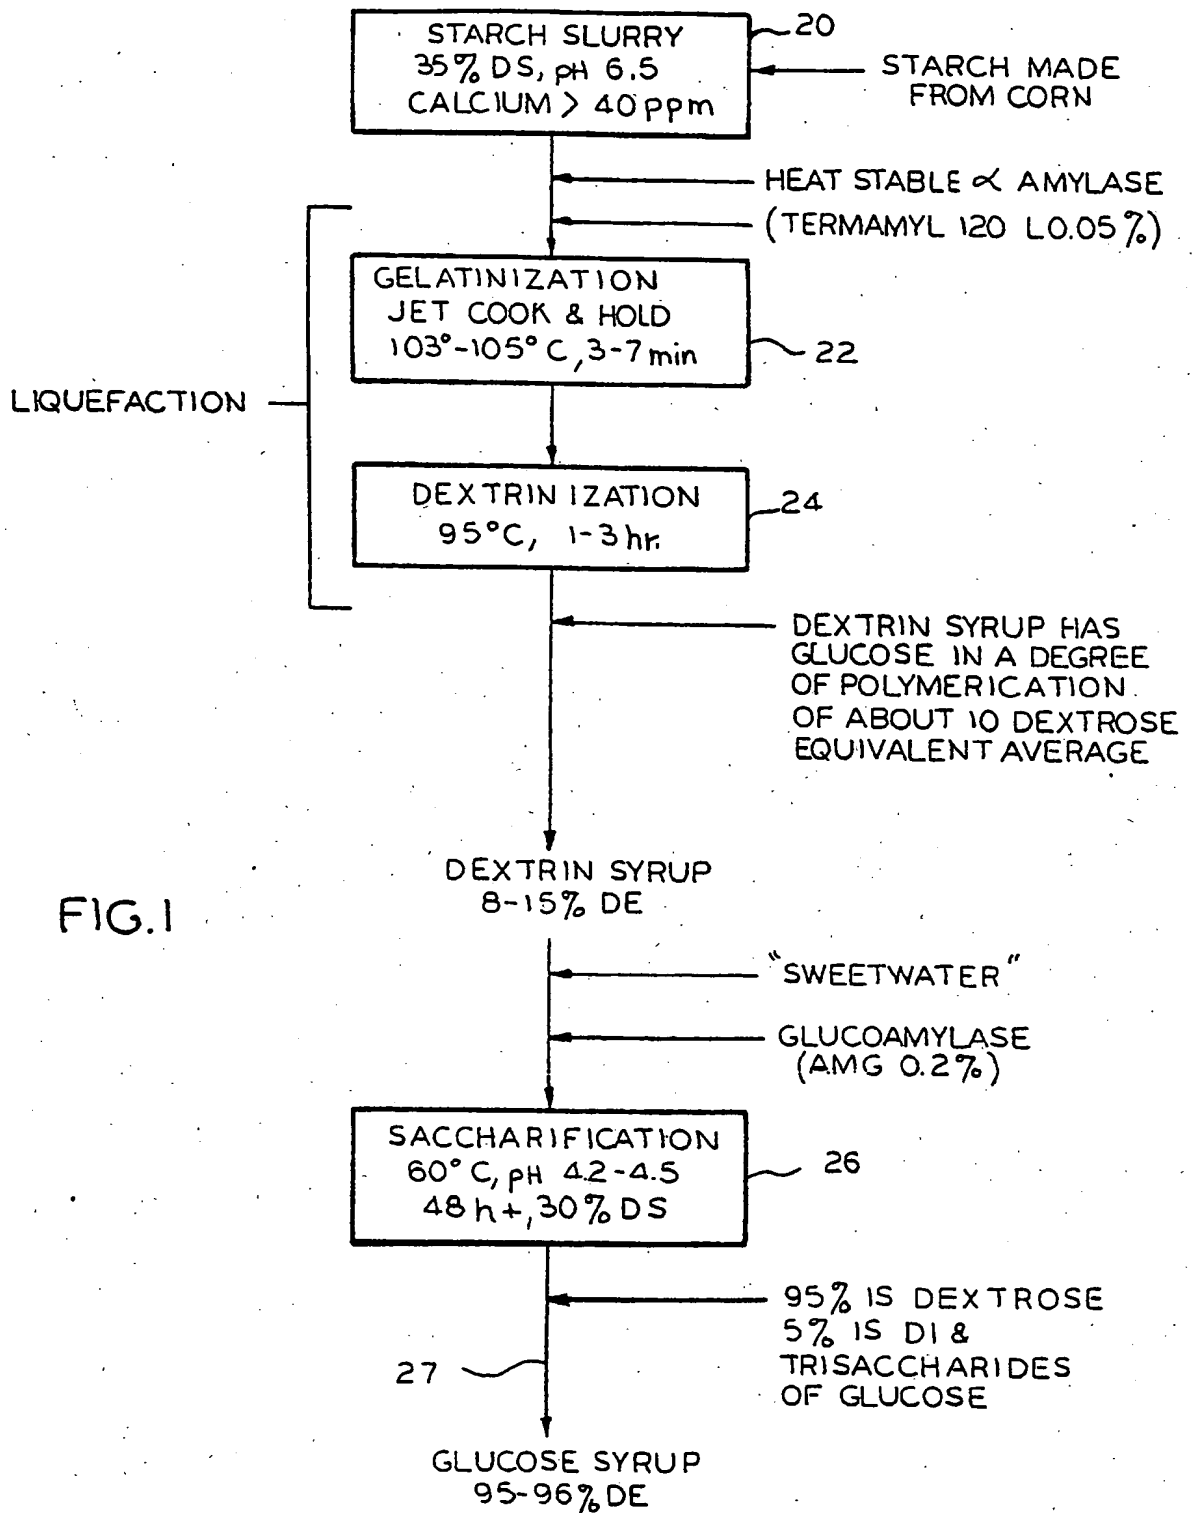 STARCH SLURRY
35% DS, pH 6.5
CALCIUM > 40 ppm
20
STARCH MADE
FROM CORN
HEAT STABLE ∝ AMYLASE
(TERMAMYL 120 L0.05%)
GELATINIZATION
JET COOK & HOLD
103°-105°C, 3-7 min
22
LIQUEFACTION
DEXTRINIZATION
95°C, 1-3 hr.
24
DEXTRIN SYRUP HAS
GLUCOSE IN A DEGREE
OF POLYMERICATION
OF ABOUT 10 DEXTROSE
EQUIVALENT AVERAGE
DEXTRIN SYRUP
8-15% DE
FIG.1
"SWEETWATER"
GLUCOAMYLASE
(AMG 0.2%)
SACCHARIFICATION
60°C, pH 4.2-4.5
48 h+, 30% DS
26
95% IS DEXTROSE
5% IS DI &
TRISACCHARIDES
OF GLUCOSE
27
GLUCOSE SYRUP
95-96% DE